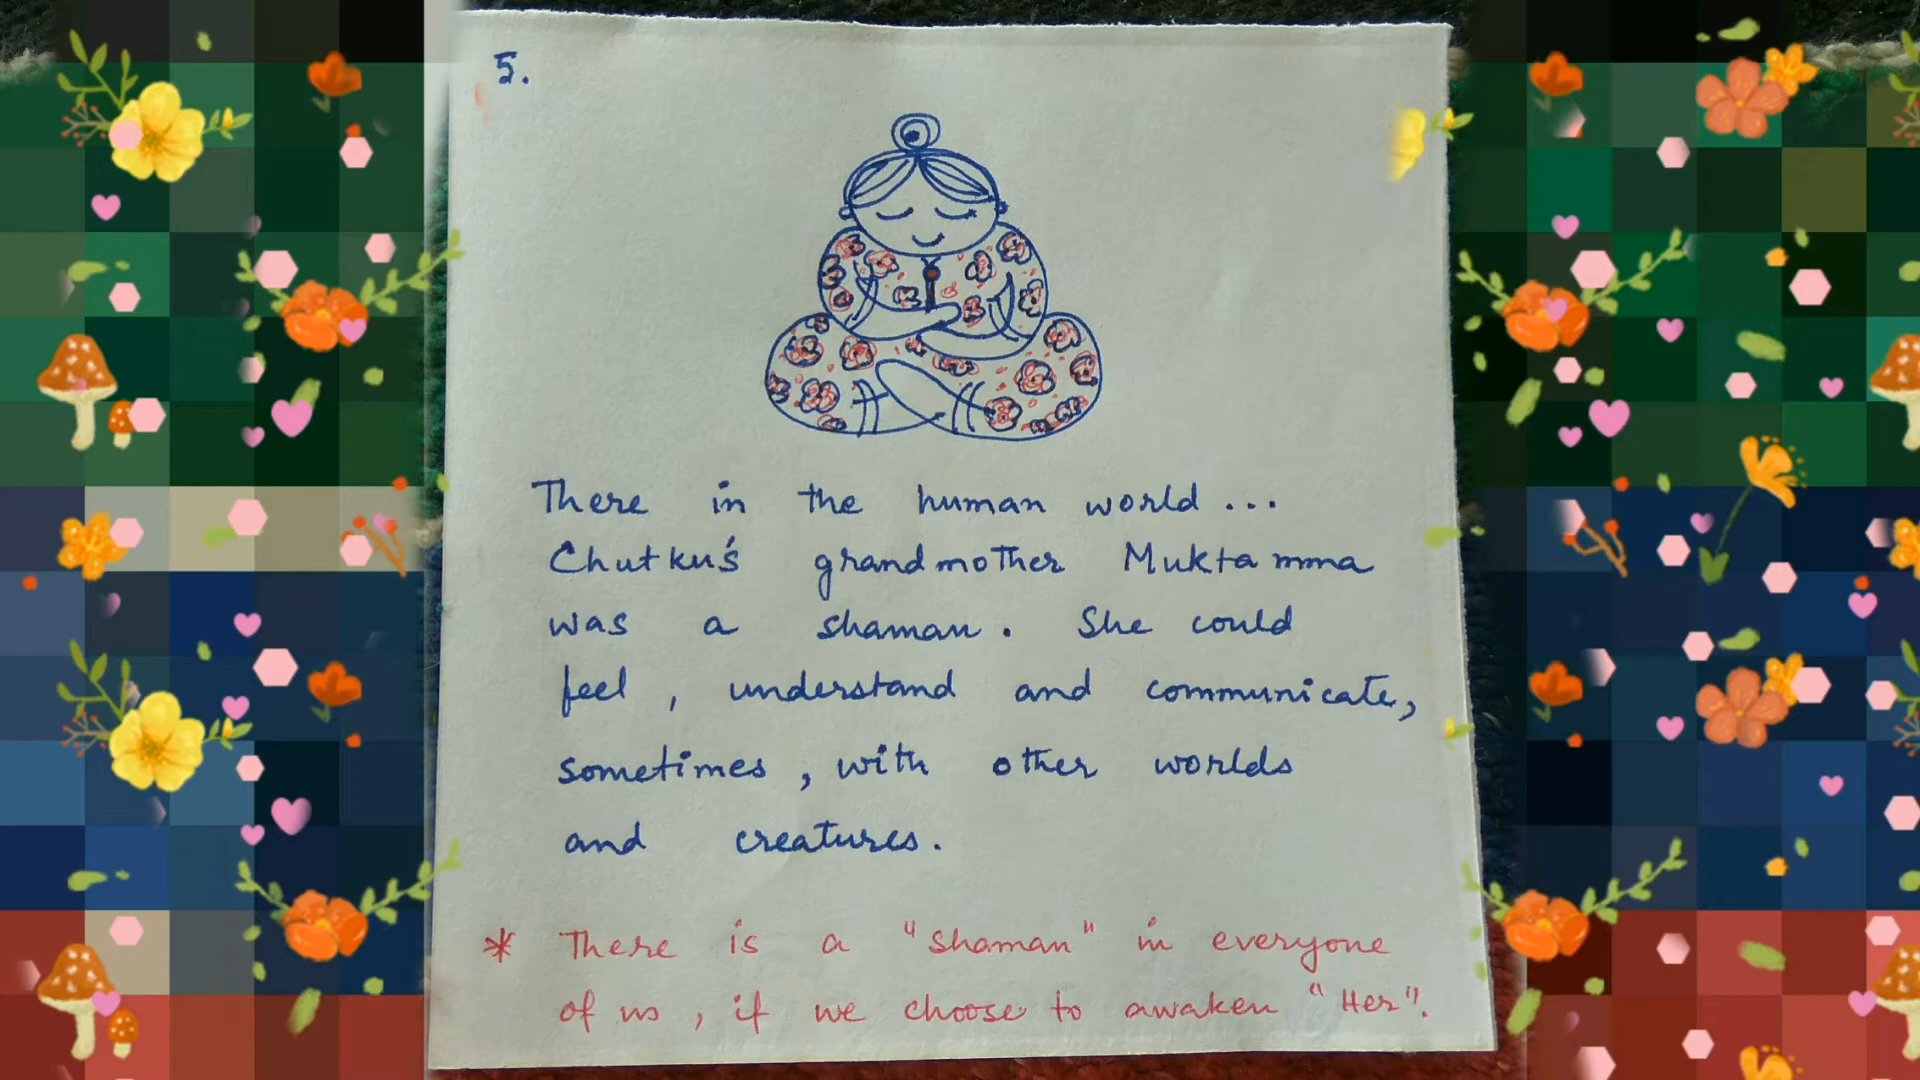 5.
There in the human world...
Chutku's grandmother Muktamma
was a shaman. She could
feel, understand and communicate,
sometimes, with other worlds
and creatures.
* There is a "shaman" in everyone
of us, if we choose to awaken "Her".